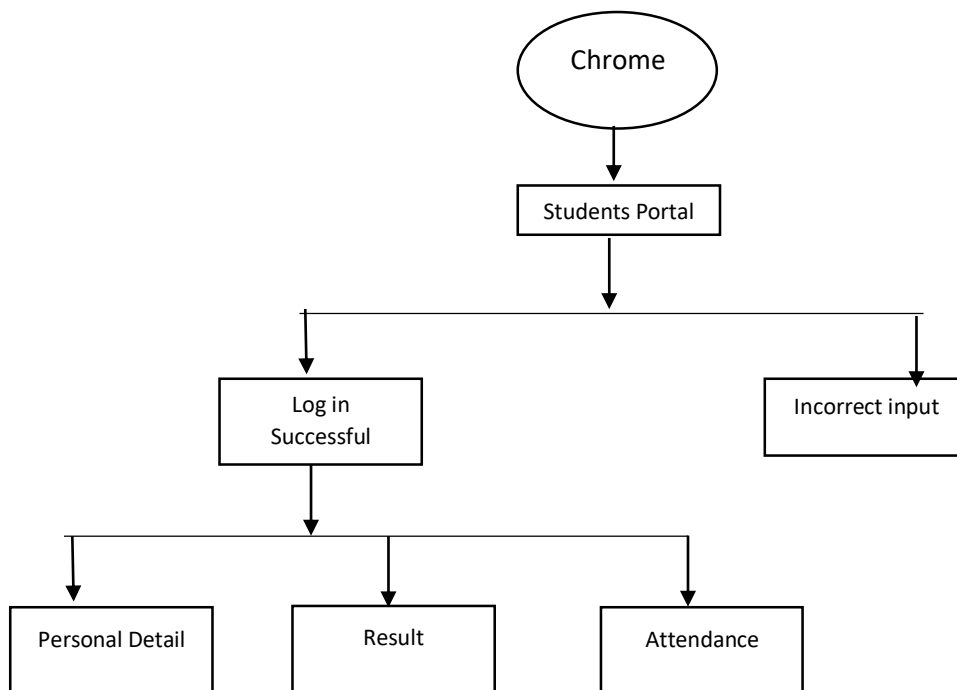 Chrome
Students Portal
Log in
Successful
Incorrect input
Personal Detail
Result
Attendance